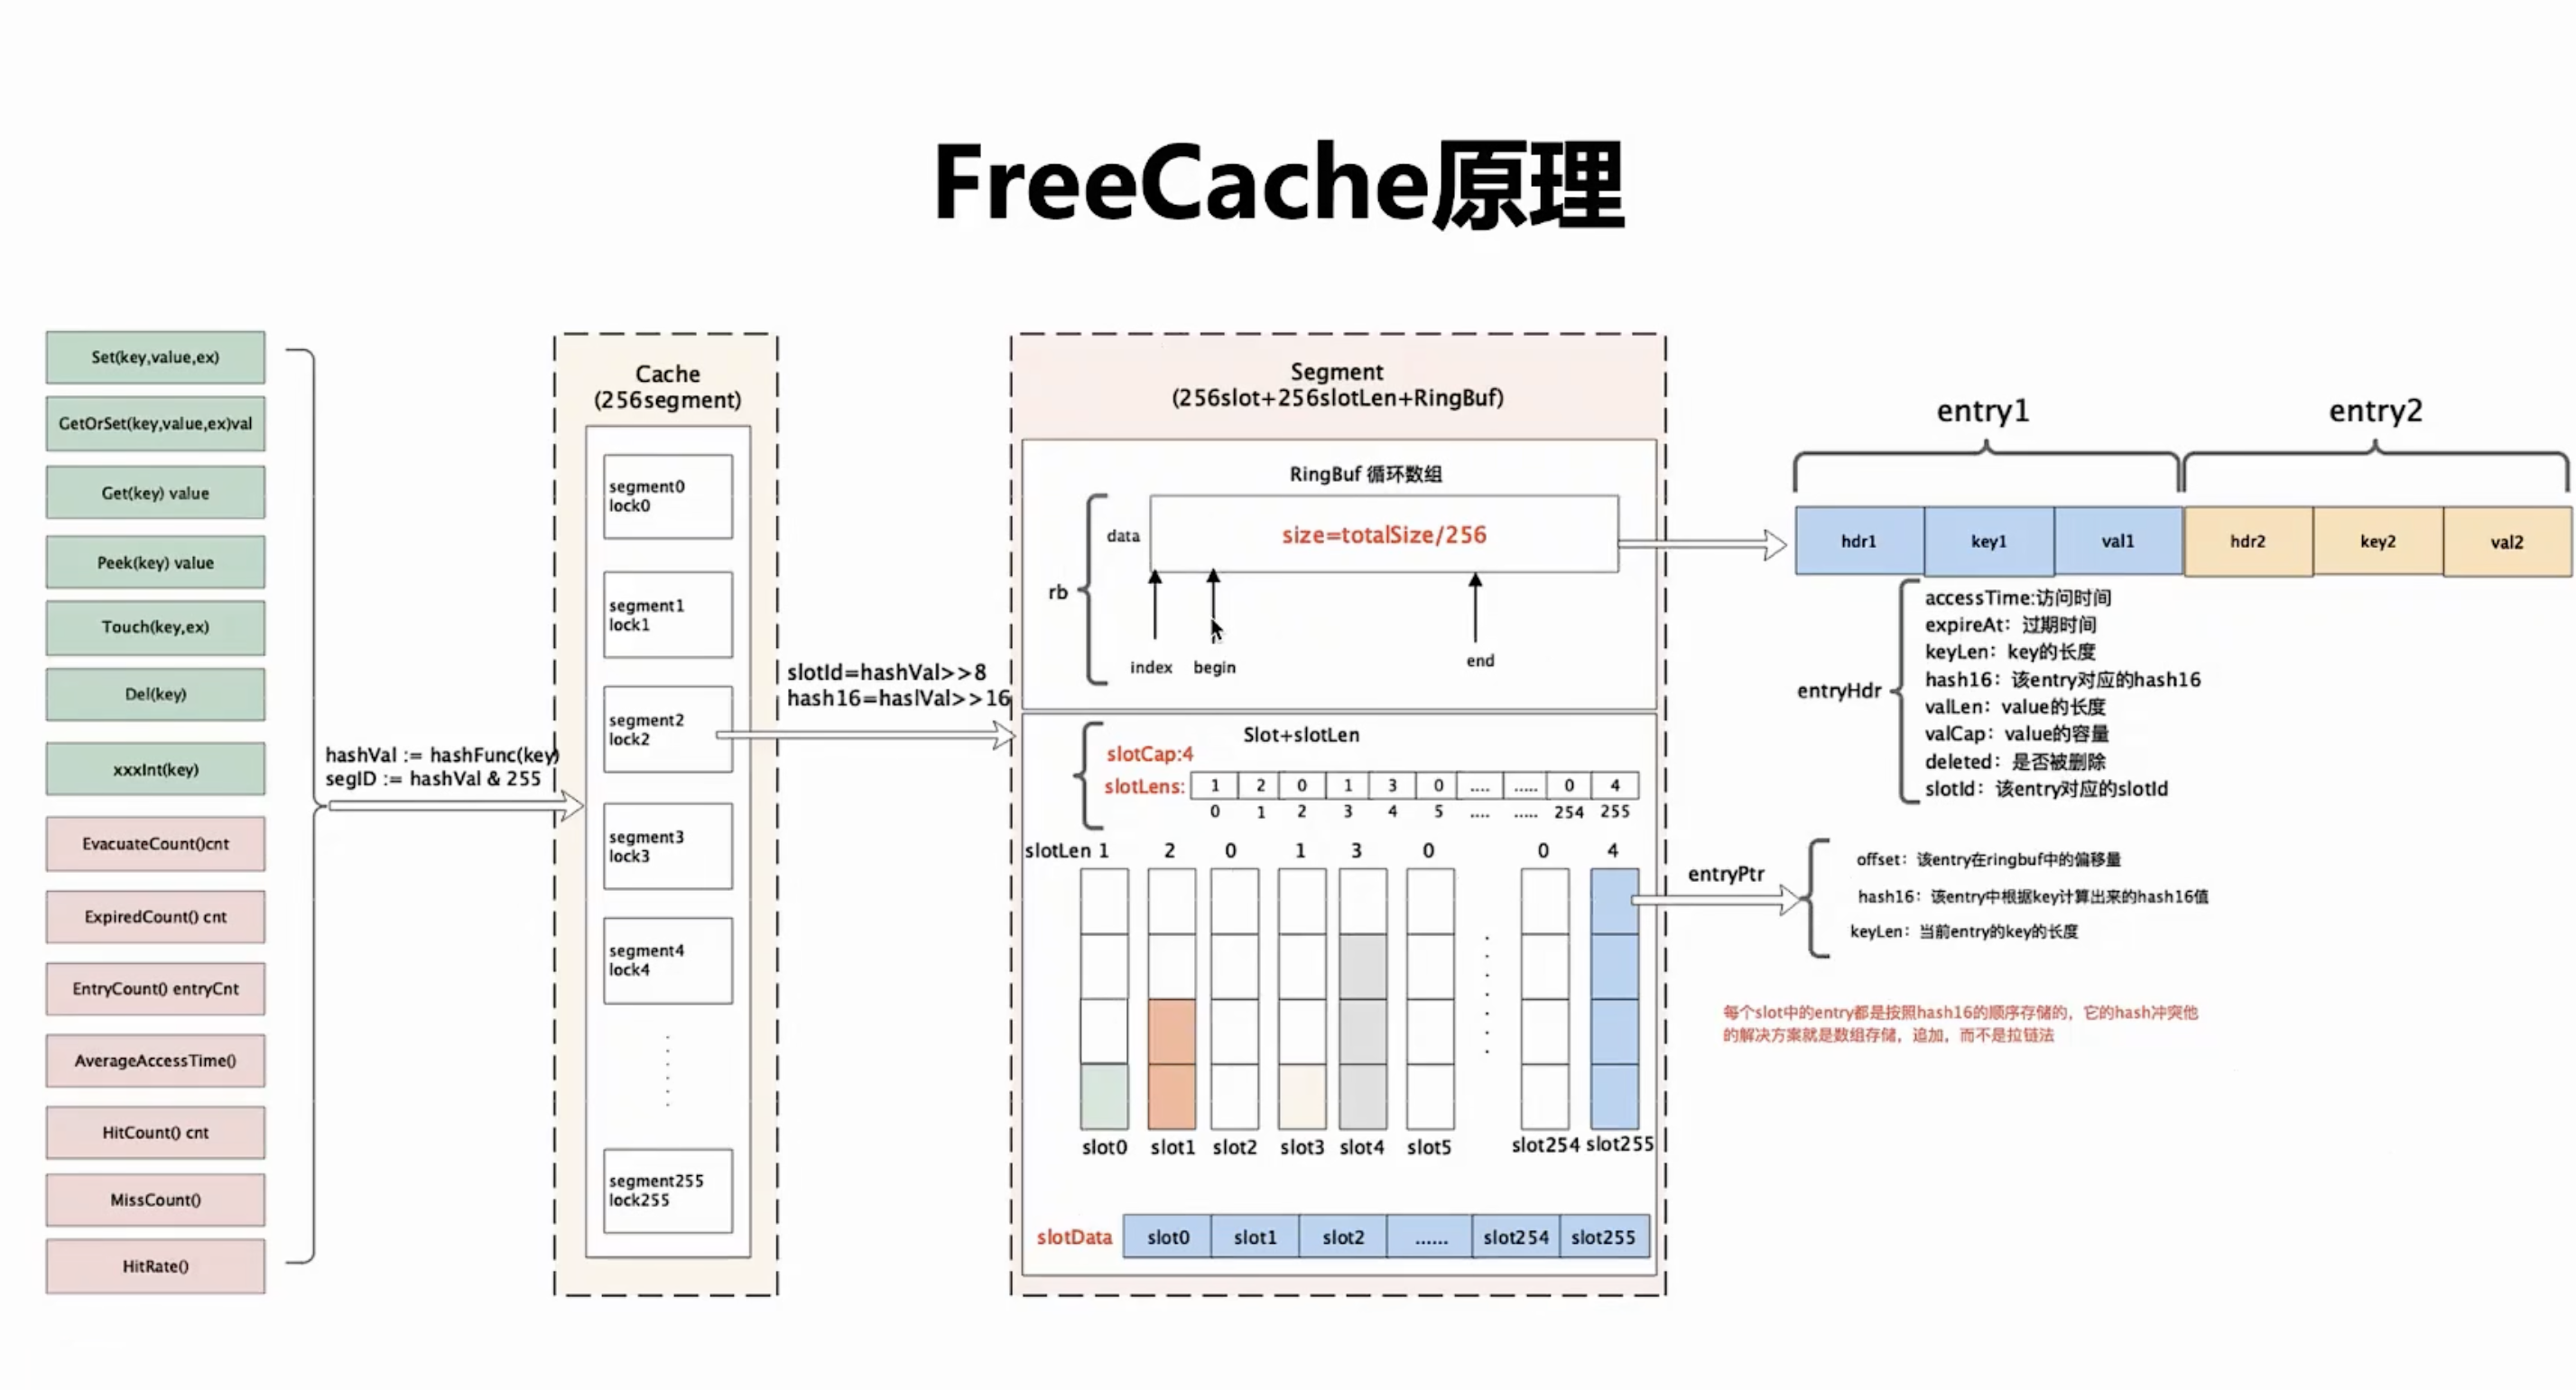 FreeCache原理
Set(key,value,ex)
GetOrSet(key,value,ex)val
Get(key) value
Peek(key) value
Touch(key,ex)
Del(key)
xxxInt(key)
EvacuateCount()cnt
ExpiredCount() cnt
EntryCount() entryCnt
AverageAccessTime()
HitCount() cnt
MissCount()
HitRate()
hashVal := hashFunc(key)
segID := hashVal & 255
Cache
(256segment)
segment0
lock0
segment1
lock1
segment2
lock2
segment3
lock3
segment4
lock4
segment255
lock255
slotId=hashVal>>8
hash16=haslVal>>16
Segment
(256slot+256slotLen+RingBuf)
RingBuf 循环数组
rb
data
size=totalSize/256
index
begin
end
Slot+slotLen
slotCap:4
slotLens: 1 2 0 1 3 0 .... ..... 0 4
0 1 2 3 4 5 .... ..... 254 255
slotLen 1 2 0 1 3 0 0 4
slot0 slot1 slot2 slot3 slot4 slot5 slot254 slot255
slotData slot0 slot1 slot2 ...... slot254 slot255
entry1 entry2
hdr1 key1 val1 hdr2 key2 val2
entryHdr
accessTime:访问时间
expireAt：过期时间
keyLen：key的长度
hash16：该entry对应的hash16
valLen：value的长度
valCap：value的容量
deleted：是否被删除
slotId：该entry对应的slotId
entryPtr
offset：该entry在ringbuf中的偏移量
hash16：该entry中根据key计算出来的hash16值
keyLen：当前entry的key的长度
每个slot中的entry都是按照hash16的顺序存储的，它的hash冲突他
的解决方案就是数组存储，追加，而不是拉链法